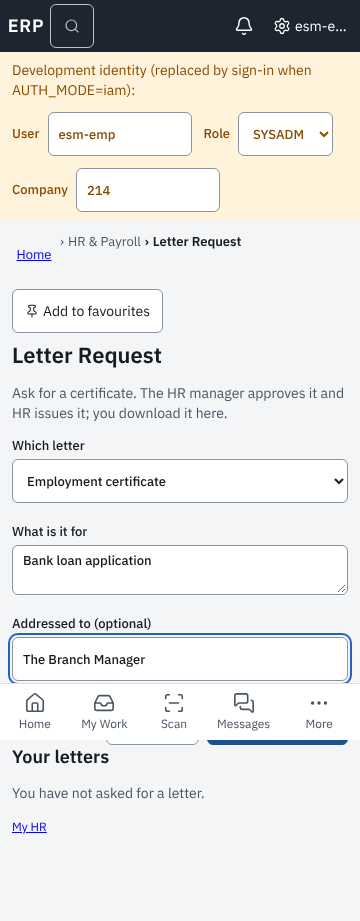 ERP
esm-e...
Development identity (replaced by sign-in when
AUTH_MODE=iam):
User esm-emp Role SYSADM
Company 214
Home › HR & Payroll › Letter Request
Add to favourites
Letter Request
Ask for a certificate. The HR manager approves it and
HR issues it; you download it here.
Which letter
Employment certificate
What is it for
Bank loan application
Addressed to (optional)
The Branch Manager
Home My Work Scan Messages More
Your letters
You have not asked for a letter.
My HR